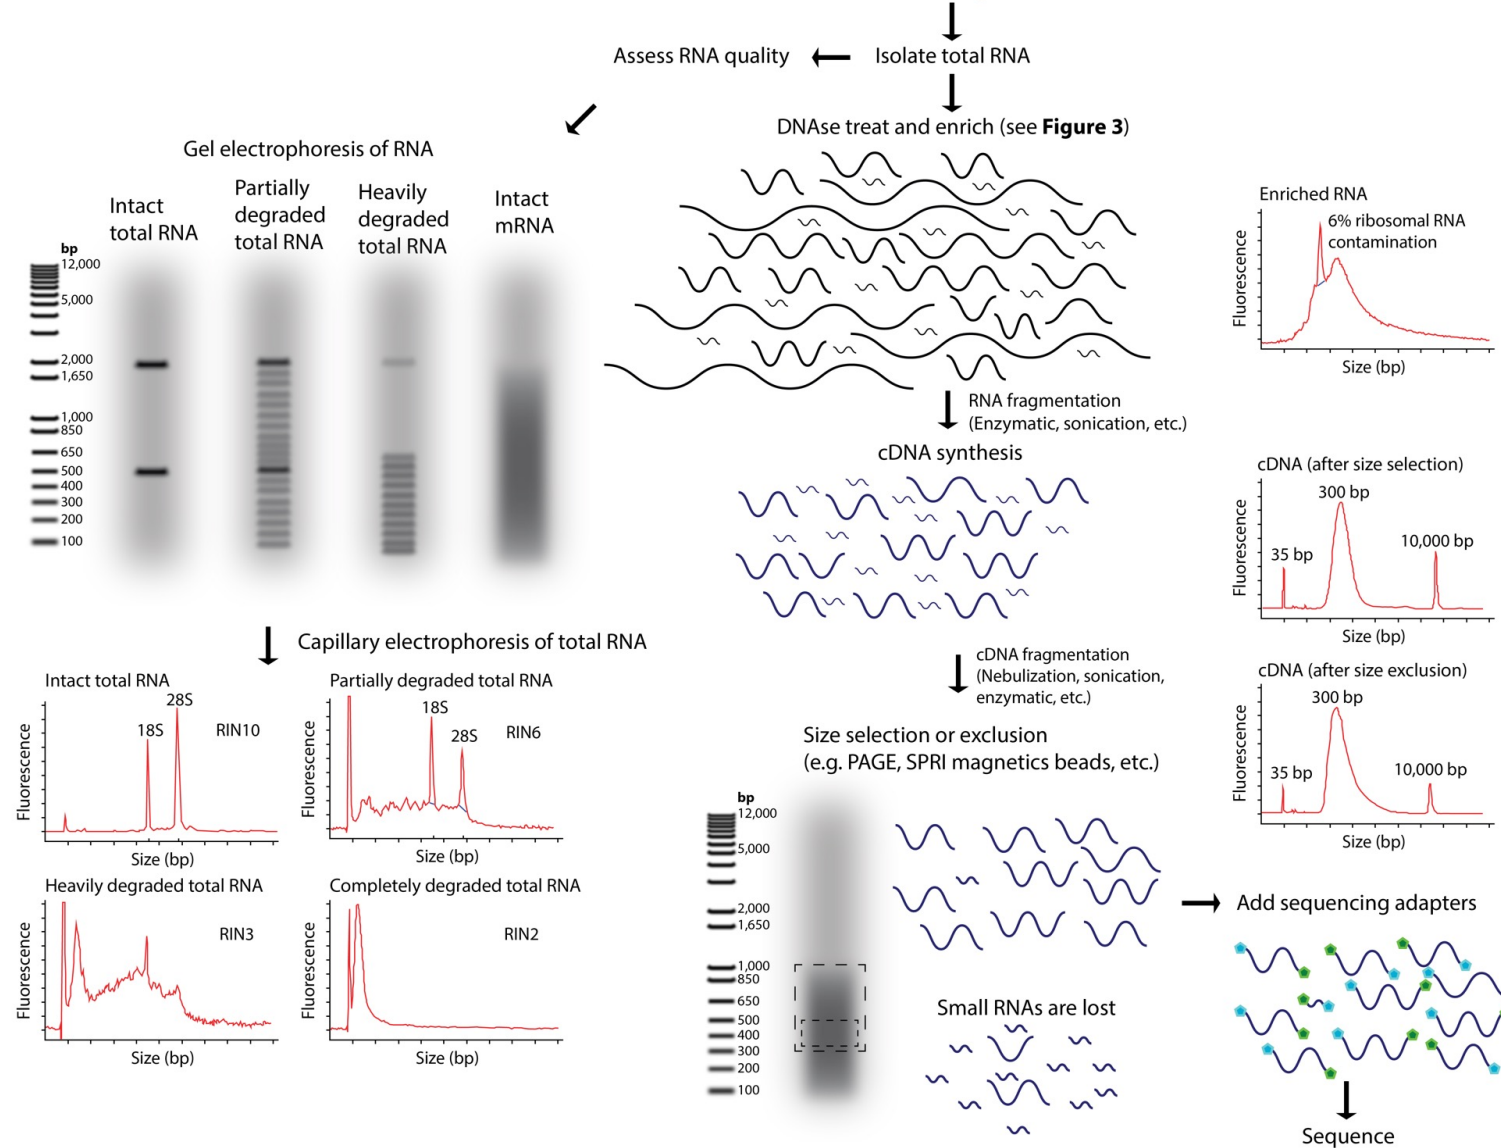 Assess RNA quality
Isolate total RNA
DNAse treat and enrich (see Figure 3)
Gel electrophoresis of RNA
Intact
total RNA
Partially
degraded
total RNA
Heavily
degraded
total RNA
Intact
mRNA
bp
12,000
5,000
2,000
1,650
1,000
850
650
500
400
300
200
100
Enriched RNA
6% ribosomal RNA
contamination
Fluorescence
Size (bp)
RNA fragmentation
(Enzymatic, sonication, etc.)
cDNA synthesis
cDNA (after size selection)
300 bp
35 bp
10,000 bp
Fluorescence
Size (bp)
Capillary electrophoresis of total RNA
Intact total RNA
28S
18S
RIN10
Fluorescence
Size (bp)
Partially degraded total RNA
18S
28S
RIN6
Fluorescence
Size (bp)
Heavily degraded total RNA
RIN3
Fluorescence
Size (bp)
Completely degraded total RNA
RIN2
Fluorescence
Size (bp)
cDNA fragmentation
(Nebulization, sonication,
enzymatic, etc.)
cDNA (after size exclusion)
300 bp
35 bp
10,000 bp
Fluorescence
Size (bp)
Size selection or exclusion
(e.g. PAGE, SPRI magnetics beads, etc.)
bp
12,000
5,000
2,000
1,650
1,000
850
650
500
400
300
200
100
Small RNAs are lost
Add sequencing adapters
Sequence